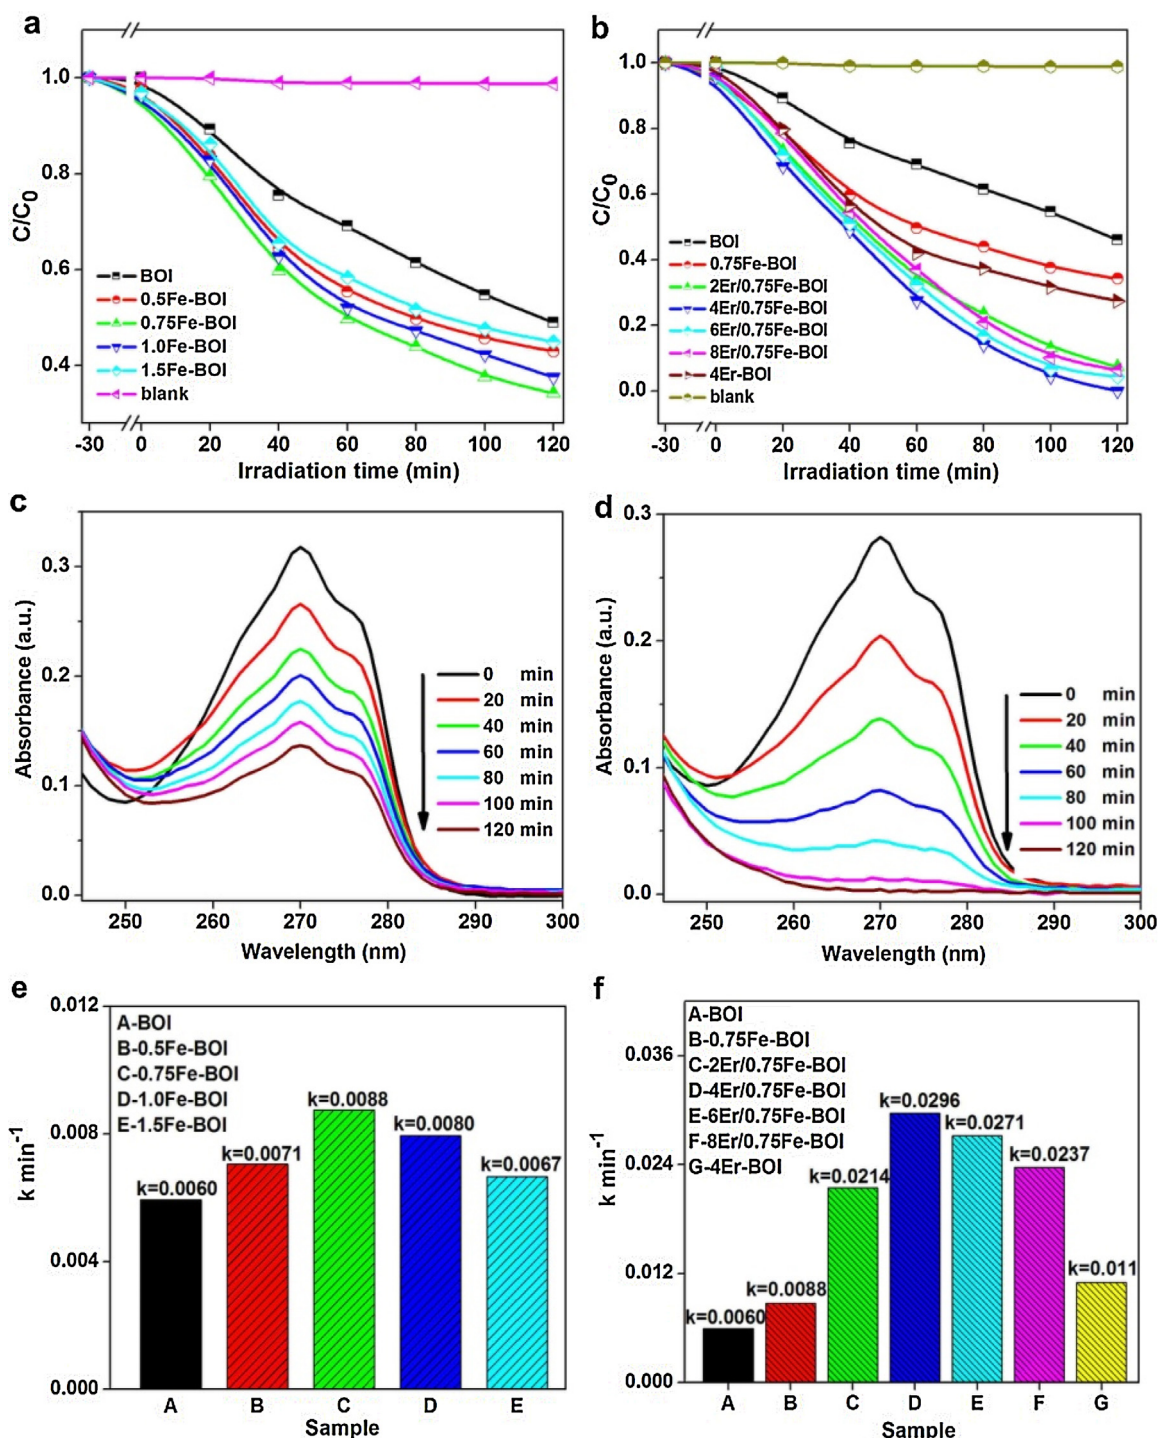 a
1.0
0.8
0.6
0.4
C/C0
BOI
0.5Fe-BOI
0.75Fe-BOI
1.0Fe-BOI
1.5Fe-BOI
blank
-30 0 20 40 60 80 100 120
Irradiation time (min)
b
1.0
0.8
0.6
0.4
0.2
0.0
C/C0
BOI
0.75Fe-BOI
2Er/0.75Fe-BOI
4Er/0.75Fe-BOI
6Er/0.75Fe-BOI
8Er/0.75Fe-BOI
4Er-BOI
blank
-30 0 20 40 60 80 100 120
Irradiation time (min)
c
0.3
0.2
0.1
0.0
Absorbance (a.u.)
0 min
20 min
40 min
60 min
80 min
100 min
120 min
250 260 270 280 290 300
Wavelength (nm)
d
0.3
0.2
0.1
0.0
Absorbance (a.u.)
0 min
20 min
40 min
60 min
80 min
100 min
120 min
250 260 270 280 290 300
Wavelength (nm)
e
0.012
0.008
0.004
0.000
k min-1
A-BOI
B-0.5Fe-BOI
C-0.75Fe-BOI
D-1.0Fe-BOI
E-1.5Fe-BOI
k=0.0060
k=0.0071
k=0.0088
k=0.0080
k=0.0067
A B C D E
Sample
f
0.036
0.024
0.012
0.000
k min-1
A-BOI
B-0.75Fe-BOI
C-2Er/0.75Fe-BOI
D-4Er/0.75Fe-BOI
E-6Er/0.75Fe-BOI
F-8Er/0.75Fe-BOI
G-4Er-BOI
k=0.0060
k=0.0088
k=0.0214
k=0.0296
k=0.0271
k=0.0237
k=0.011
A B C D E F G
Sample